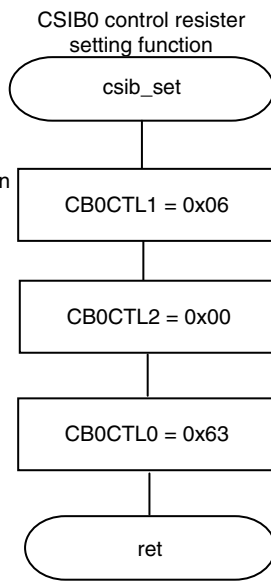 CSIB0 control resister
setting function
csib_set
n
CB0CTL1 = 0x06
CB0CTL2 = 0x00
CB0CTL0 = 0x63
ret